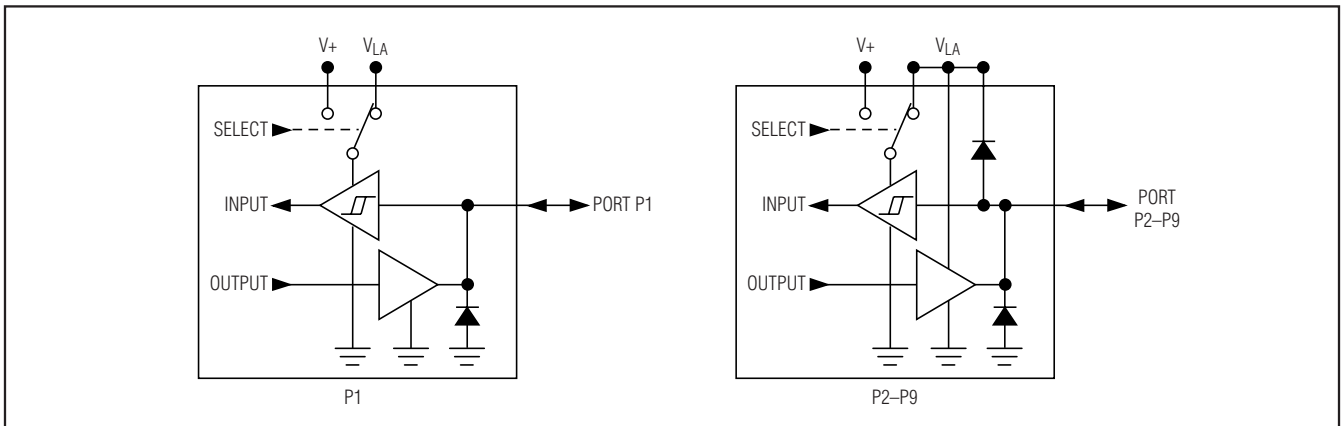 V+ VLA
SELECT
INPUT
PORT P1
OUTPUT
P1
V+ VLA
SELECT
INPUT
PORT
P2–P9
OUTPUT
P2–P9